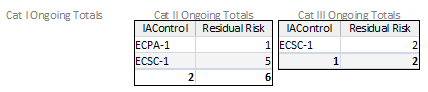 Cat I Ongoing Totals Cat II Ongoing Totals Cat III Ongoing Totals
IAControl Residual Risk IAControl Residual Risk
ECPA-1 1 ECSC-1 2
ECSC-1 5 1 2
2 6